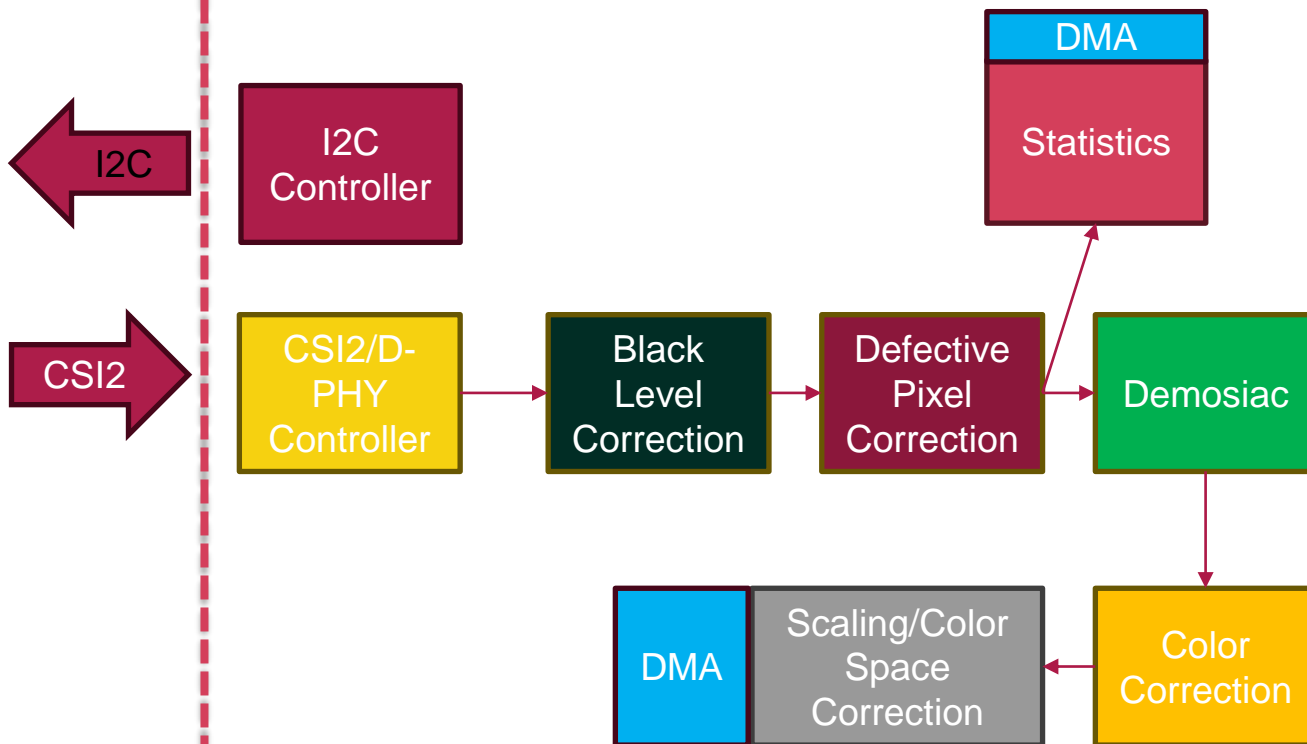 DMA
Statistics
I2C
I2C
Controller
CSI2
CSI2/D-
PHY
Controller
Black
Level
Correction
Defective
Pixel
Correction
Demosiac
DMA
Scaling/Color
Space
Correction
Color
Correction